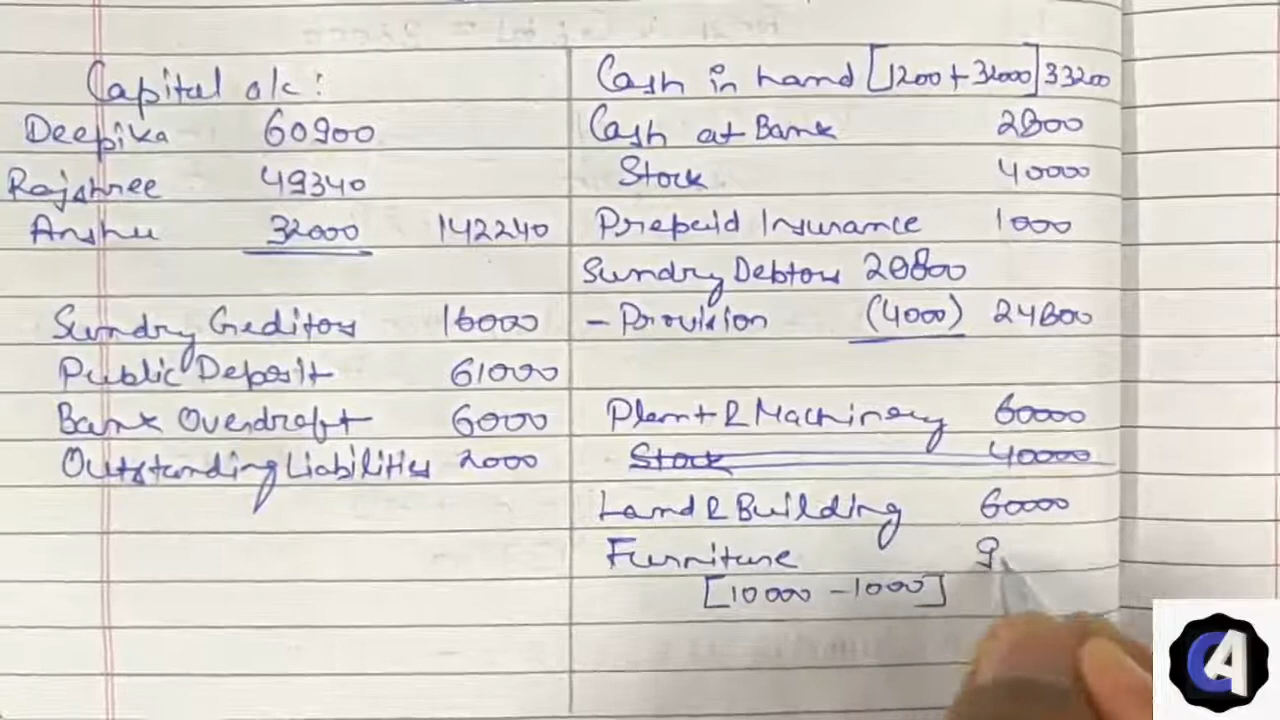 Capital a/c :
Deepika 60900
Rajshree 49340
Anshu 32000 142240
Sundry Creditors 16000
Public Deposit 61000
Bank Overdraft 6000
Outstanding Liabilities 2000
Cash in hand [1200 + 32000] 33200
Cash at Bank 2800
Stock 40000
Prepaid Insurance 1000
Sundry Debtors 28800
- Provision (4000) 24800
Plant & Machinery 60000
Stock 40000
Land & Building 60000
Furniture 9
[10000 - 1000]
CA